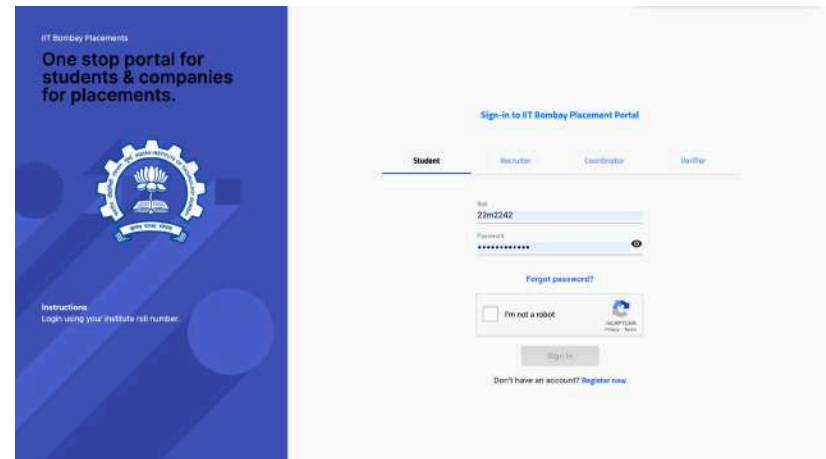 IIT Bombay Placements
One stop portal for
students & companies
for placements.
Instructions
Login using your institute roll number.
Sign-in to IIT Bombay Placement Portal
Student Recruiter Coordinator Verifier
Roll
22m2242
Password
••••••••••••
Forgot password?
I'm not a robot
reCAPTCHA
Privacy - Terms
Sign In
Don't have an account? Register now